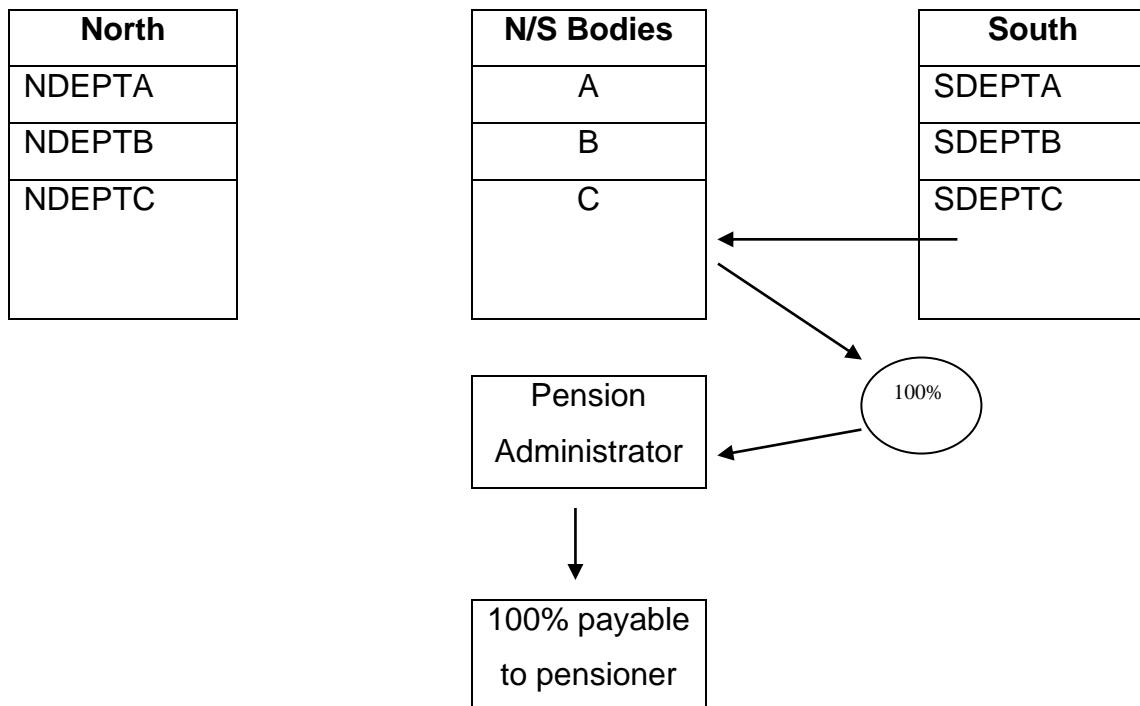 North N/S Bodies South
NDEPTA A SDEPTA
NDEPTB B SDEPTB
NDEPTC C SDEPTC
100%
Pension
Administrator
100% payable
to pensioner